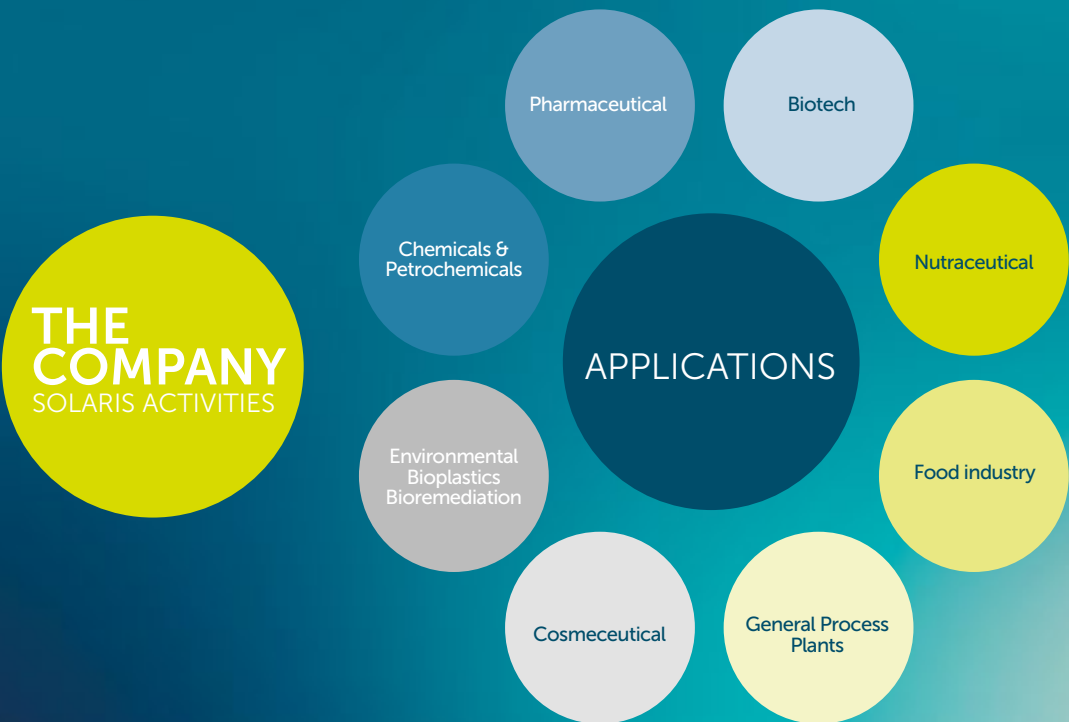 THE
COMPANY
SOLARIS ACTIVITIES
APPLICATIONS
Pharmaceutical
Biotech
Nutraceutical
Food industry
General Process
Plants
Cosmeceutical
Environmental
Bioplastics
Bioremediation
Chemicals &
Petrochemicals